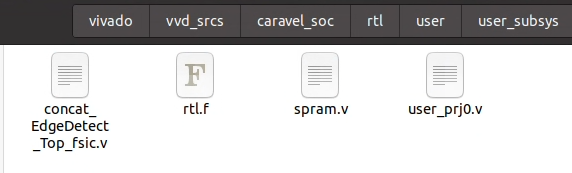 vivado vvd_srcs caravel_soc rtl user user_subsys
F
concat_
EdgeDetect
_Top_fsic.v
rtl.f
spram.v
user_prj0.v